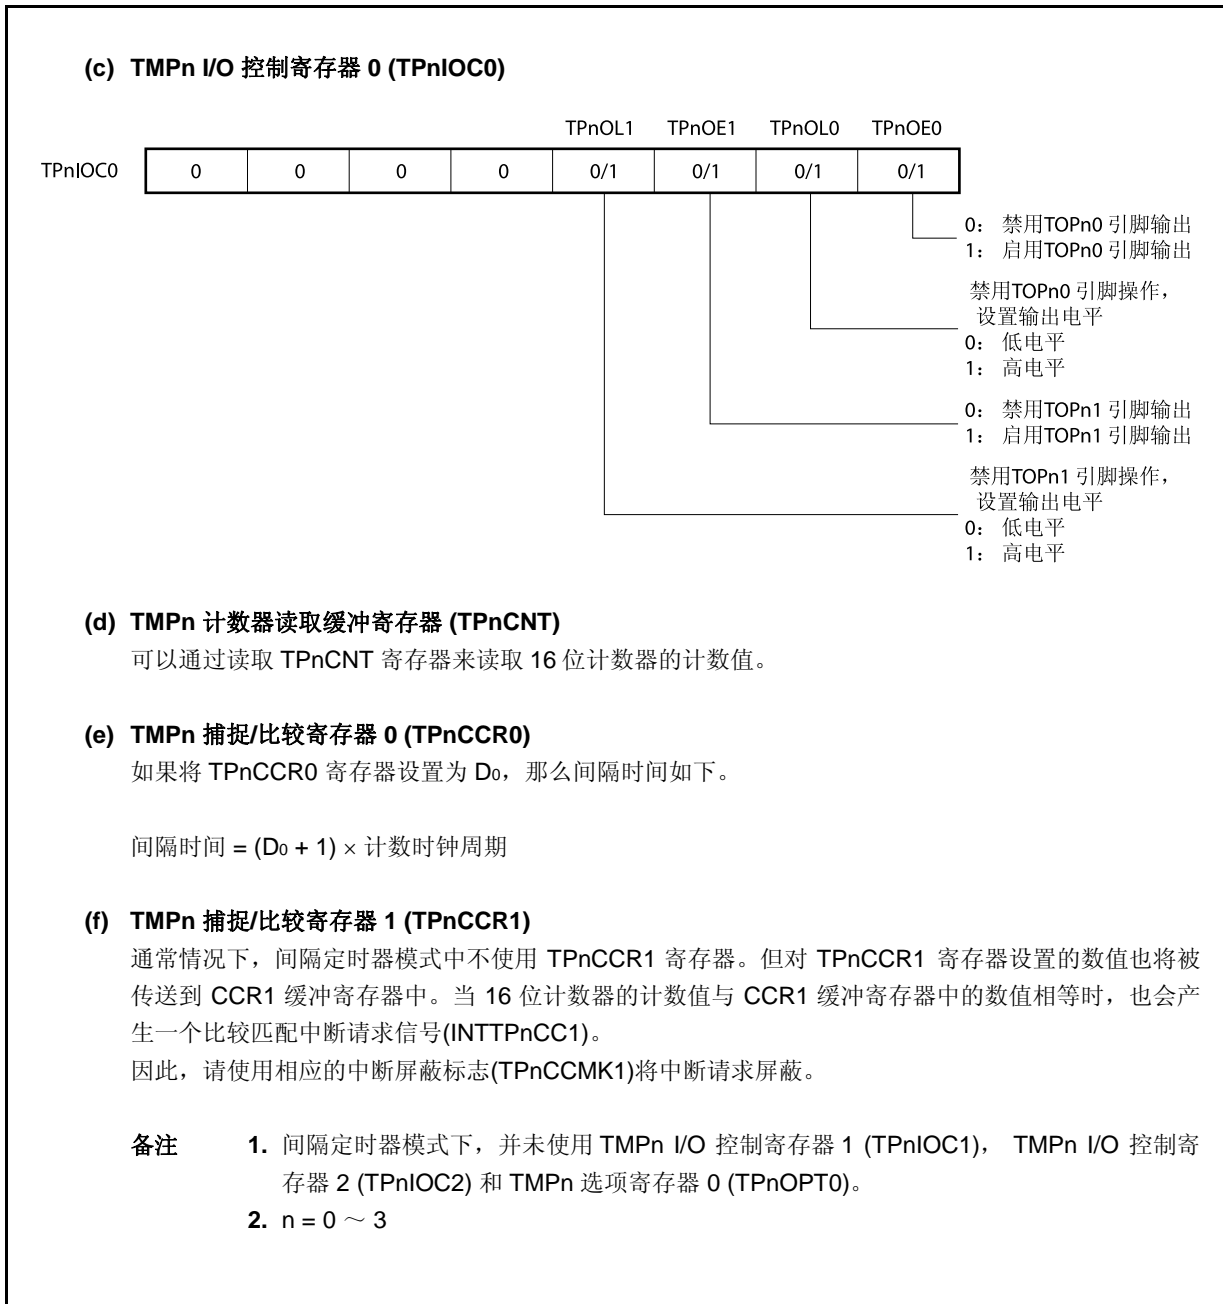 (c) TMPn I/O 控制寄存器 0 (TPnIOC0)
TPnOL1 TPnOE1 TPnOL0 TPnOE0
TPnIOC0 0 0 0 0 0/1 0/1 0/1 0/1
0： 禁用TOPn0 引脚输出
1： 启用TOPn0 引脚输出
禁用TOPn0 引脚操作，
设置输出电平
0： 低电平
1： 高电平
0： 禁用TOPn1 引脚输出
1： 启用TOPn1 引脚输出
禁用TOPn1 引脚操作，
设置输出电平
0： 低电平
1： 高电平
(d) TMPn 计数器读取缓冲寄存器 (TPnCNT)
可以通过读取 TPnCNT 寄存器来读取 16 位计数器的计数值。
(e) TMPn 捕捉/比较寄存器 0 (TPnCCR0)
如果将 TPnCCR0 寄存器设置为 D0，那么间隔时间如下。
间隔时间 = (D0 + 1) × 计数时钟周期
(f) TMPn 捕捉/比较寄存器 1 (TPnCCR1)
通常情况下，间隔定时器模式中不使用 TPnCCR1 寄存器。但对 TPnCCR1 寄存器设置的数值也将被
传送到 CCR1 缓冲寄存器中。当 16 位计数器的计数值与 CCR1 缓冲寄存器中的数值相等时，也会产
生一个比较匹配中断请求信号(INTTPnCC1)。
因此，请使用相应的中断屏蔽标志(TPnCCMK1)将中断请求屏蔽。
备注 1. 间隔定时器模式下，并未使用 TMPn I/O 控制寄存器 1 (TPnIOC1)， TMPn I/O 控制寄
存器 2 (TPnIOC2) 和 TMPn 选项寄存器 0 (TPnOPT0)。
2. n = 0 ～ 3